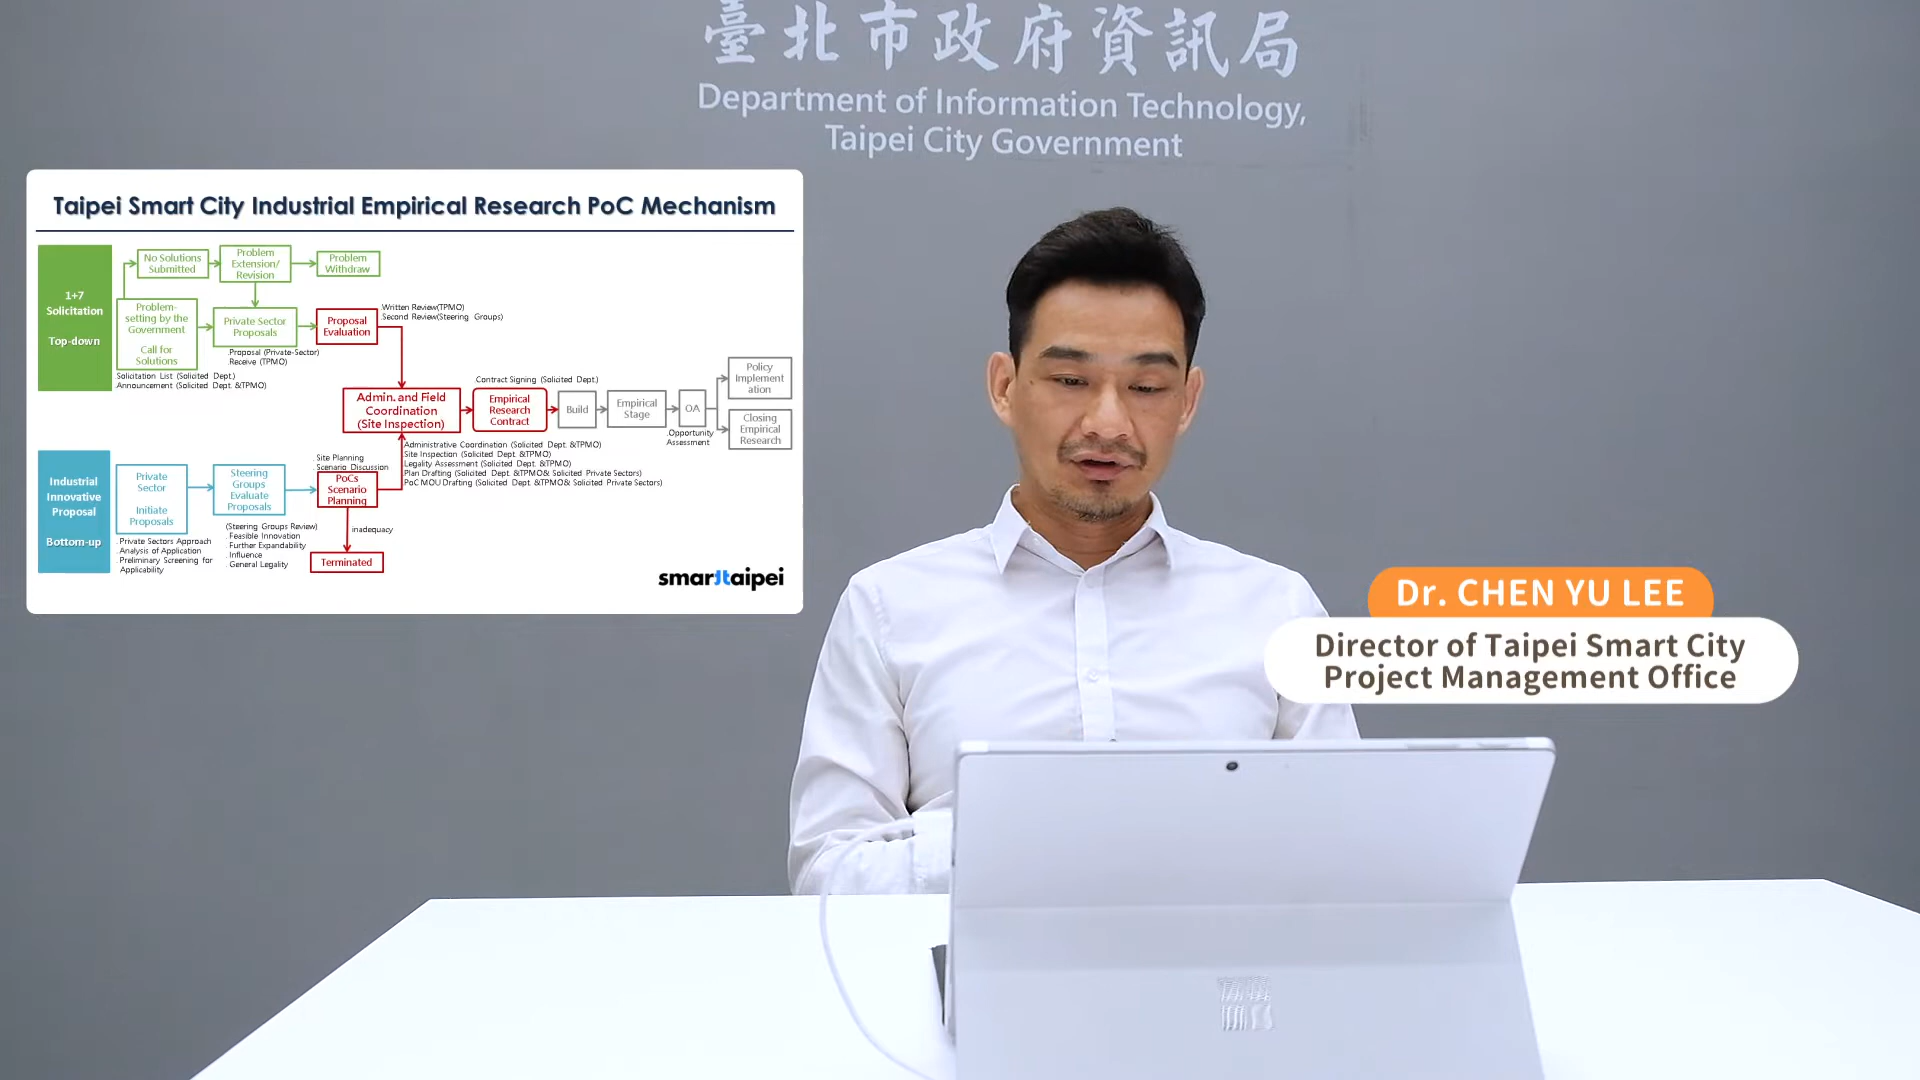 臺北市政府資訊局
Department of Information Technology,
Taipei City Government
Taipei Smart City Industrial Empirical Research PoC Mechanism
1+7
Solicitation
Top-down
No Solutions
Submitted
Problem
Extension/
Revision
Problem
Withdraw
Problem-
setting by the
Government
Call for
Solutions
Private Sector
Proposals
Proposal
Evaluation
.Written Review(TPMO)
.Second Review(Steering Groups)
.Proposal (Private-Sector)
Receive (TPMO)
Solicitation List (Solicited Dept.)
Announcement (Solicited Dept. &TPMO)
Admin. and Field
Coordination
(Site Inspection)
Contract Signing (Solicited Dept.)
Empirical
Research
Contract
Build
Empirical
Stage
OA
.Opportunity
Assessment
Policy
Implement
ation
Closing
Empirical
Research
Administrative Coordination (Solicited Dept. &TPMO)
Site Inspection (Solicited Dept. &TPMO)
Legality Assessment (Solicited Dept. &TPMO)
Plan Drafting (Solicited Dept. &TPMO& Solicited Private Sectors)
PoC MOU Drafting (Solicited Dept. &TPMO& Solicited Private Sectors)
Industrial
Innovative
Proposal
Bottom-up
Private
Sector
Initiate
Proposals
Steering
Groups
Evaluate
Proposals
. Site Planning
. Scenario Discussion
PoCs
Scenario
Planning
inadequacy
Terminated
. Private Sectors Approach
. Analysis of Application
. Preliminary Screening for
Applicability
(Steering Groups Review)
. Feasible Innovation
. Further Expandability
. Influence
. General Legality
smarttaipei
Dr. CHEN YU LEE
Director of Taipei Smart City
Project Management Office